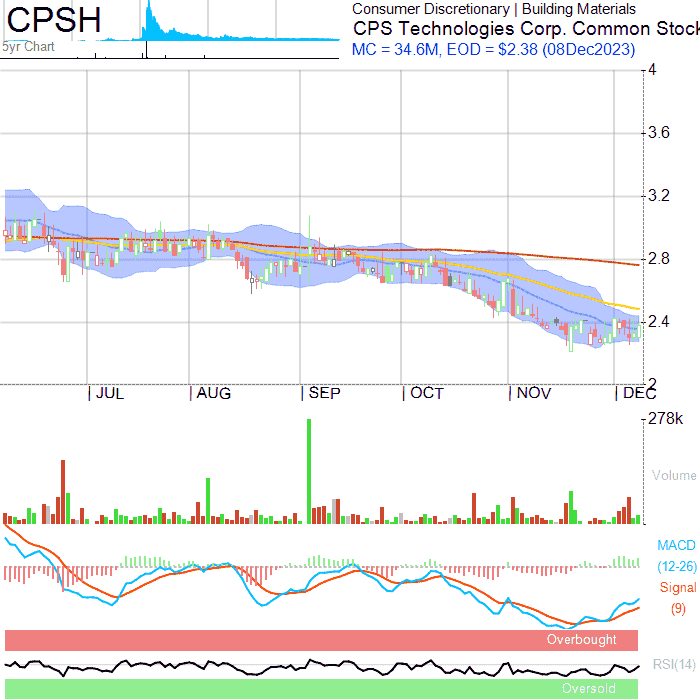 CPSH
5yr Chart
Consumer Discretionary | Building Materials
CPS Technologies Corp. Common Stock
MC = 34.6M, EOD = $2.38 (08Dec2023)
4
3.6
3.2
2.8
2.4
2
JUL AUG SEP OCT NOV DEC
278k
Volume
MACD
(12-26)
Signal
(9)
Overbought
RSI(14)
Oversold